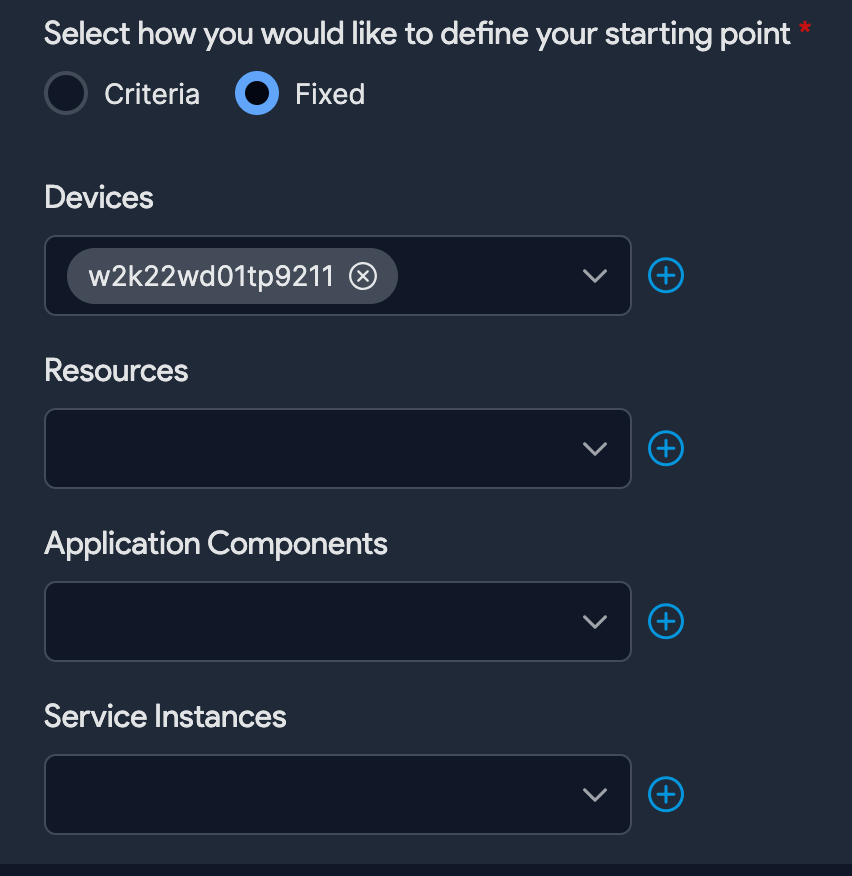 Select how you would like to define your starting point *
Criteria Fixed
Devices
w2k22wd01tp9211
Resources
Application Components
Service Instances